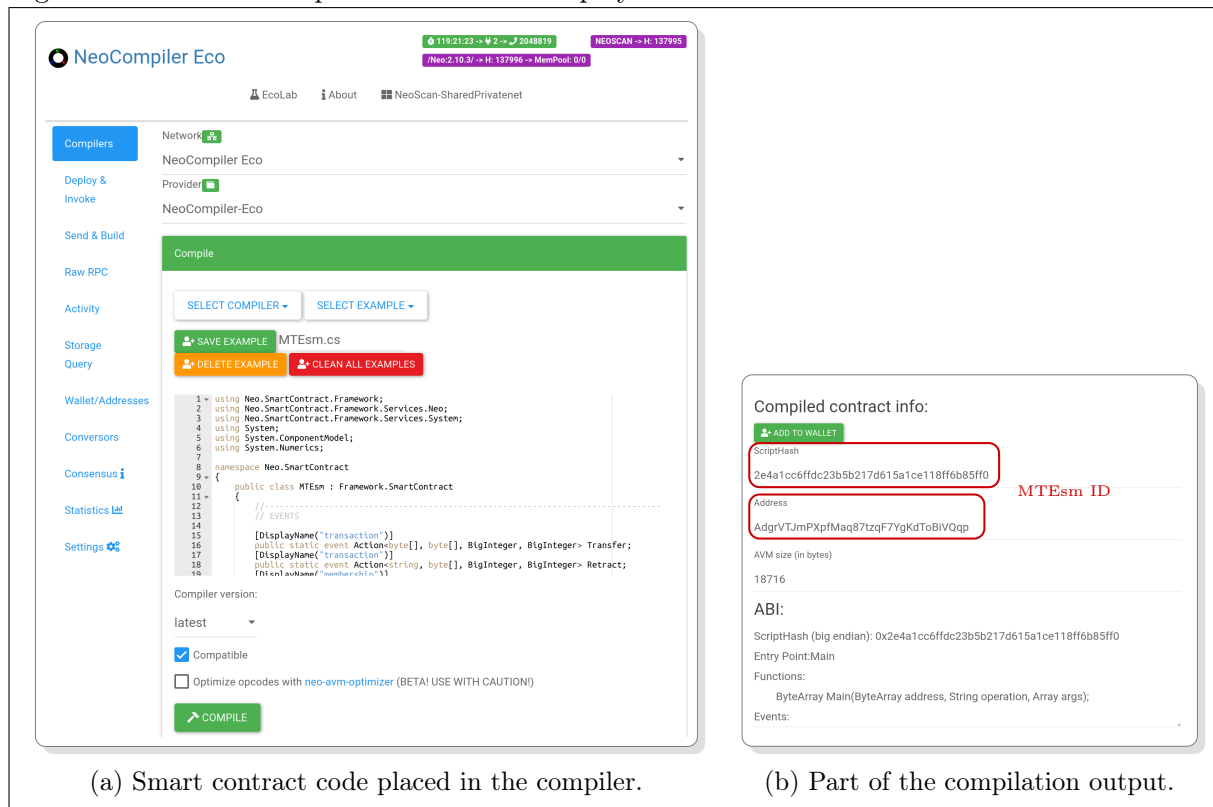 NeoCompiler Eco
119:21:23 -> 2 -> 2048819
NEOSCAN -> H: 137995
/Neo:2.10.3/ -> H: 137996 -> MemPool: 0/0
EcoLab
About
NeoScan-SharedPrivatenet
Compilers
Deploy &
Invoke
Send & Build
Raw RPC
Activity
Storage
Query
Wallet/Addresses
Conversors
Consensus
Statistics
Settings
Network
NeoCompiler Eco
Provider
NeoCompiler-Eco
Compile
SELECT COMPILER
SELECT EXAMPLE
SAVE EXAMPLE MTEsm.cs
DELETE EXAMPLE
CLEAN ALL EXAMPLES
1 using Neo.SmartContract.Framework;
2 using Neo.SmartContract.Framework.Services.Neo;
3 using Neo.SmartContract.Framework.Services.System;
4 using System;
5 using System.ComponentModel;
6 using System.Numerics;
7
8 namespace Neo.SmartContract
9 {
10 public class MTEsm : Framework.SmartContract
11 {
12 //---------------------------------------------------------------------
13 // EVENTS
14
15 [DisplayName("transaction")]
16 public static event Action<byte[], byte[], BigInteger, BigInteger> Transfer;
17 [DisplayName("transaction")]
18 public static event Action<string, byte[], BigInteger, BigInteger> Retract;
19 [DisplayName("membership")]
Compiler version:
latest
Compatible
Optimize opcodes with neo-avm-optimizer (BETA! USE WITH CAUTION!)
COMPILE
(a) Smart contract code placed in the compiler.
Compiled contract info:
ADD TO WALLET
ScriptHash
2e4a1cc6ffdc23b5b217d615a1ce118ff6b85ff0
MTEsm ID
Address
AdgrVTJmPXpfMaq87tzqF7YgKdToBiVQqp
AVM size (in bytes)
18716
ABI:
ScriptHash (big endian): 0x2e4a1cc6ffdc23b5b217d615a1ce118ff6b85ff0
Entry Point:Main
Functions:
ByteArray Main(ByteArray address, String operation, Array args);
Events:
(b) Part of the compilation output.